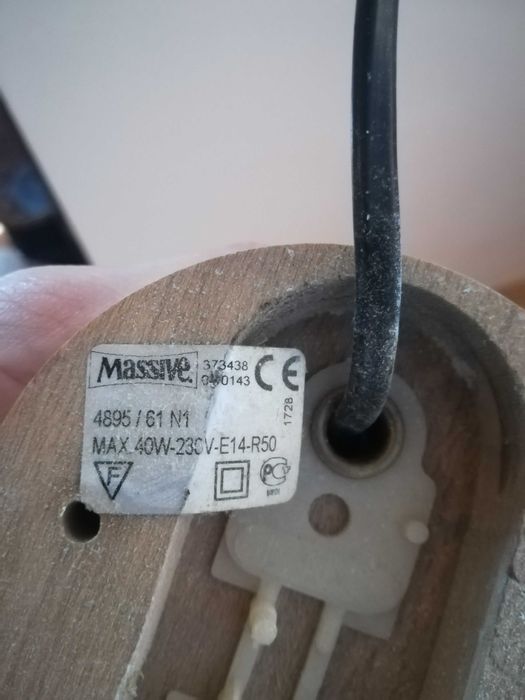 Massive.
373438
CE
1728
4895 / 61 N1
MAX.40W-230V-E14-R50
F